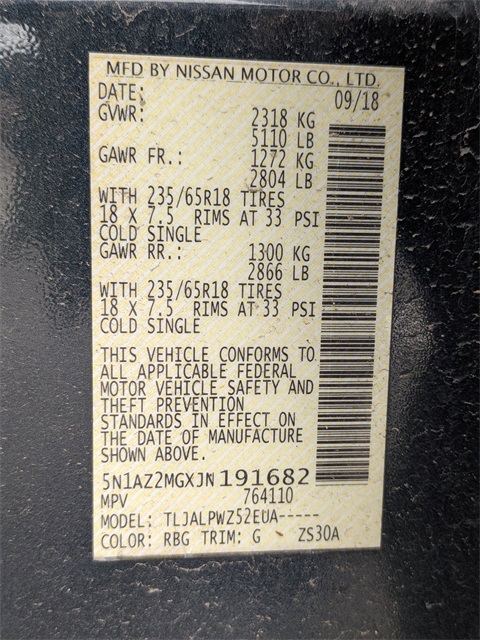 MFD BY NISSAN MOTOR CO., LTD.
DATE: 09/18
GVWR: 2318 KG
5110 LB
GAWR FR.: 1272 KG
2804 LB
WITH 235/65R18 TIRES
18 X 7.5 RIMS AT 33 PSI
COLD SINGLE
GAWR RR.: 1300 KG
2866 LB
WITH 235/65R18 TIRES
18 X 7.5 RIMS AT 33 PSI
COLD SINGLE
THIS VEHICLE CONFORMS TO
ALL APPLICABLE FEDERAL
MOTOR VEHICLE SAFETY AND
THEFT PREVENTION
STANDARDS IN EFFECT ON
THE DATE OF MANUFACTURE
SHOWN ABOVE.
5N1AZ2MGXJN191682
MPV 764110
MODEL: TLJALPWZ52EUA-----
COLOR: RBG TRIM: G ZS30A